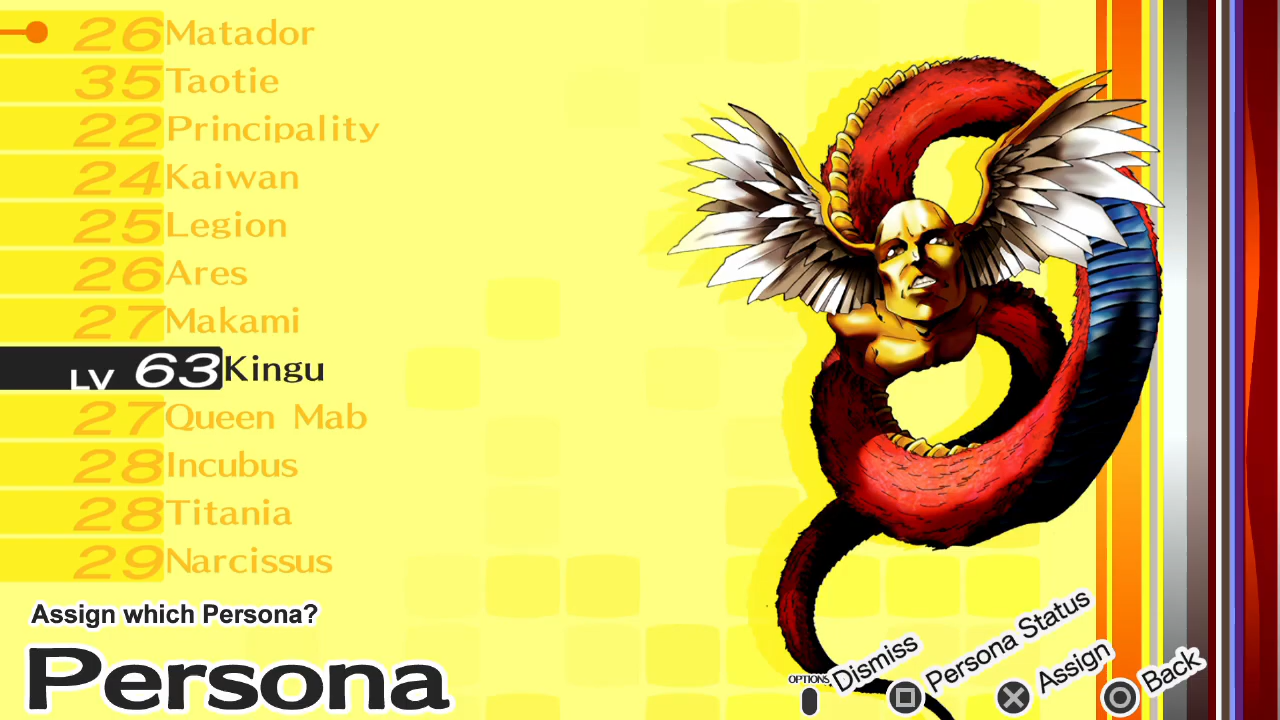 26 Matador
35 Taotie
22 Principality
24 Kaiwan
25 Legion
26 Ares
27 Makami
LV 63 Kingu
27 Queen Mab
28 Incubus
28 Titania
29 Narcissus
Assign which Persona?
Persona
OPTIONS Dismiss
Persona Status
Assign
Back